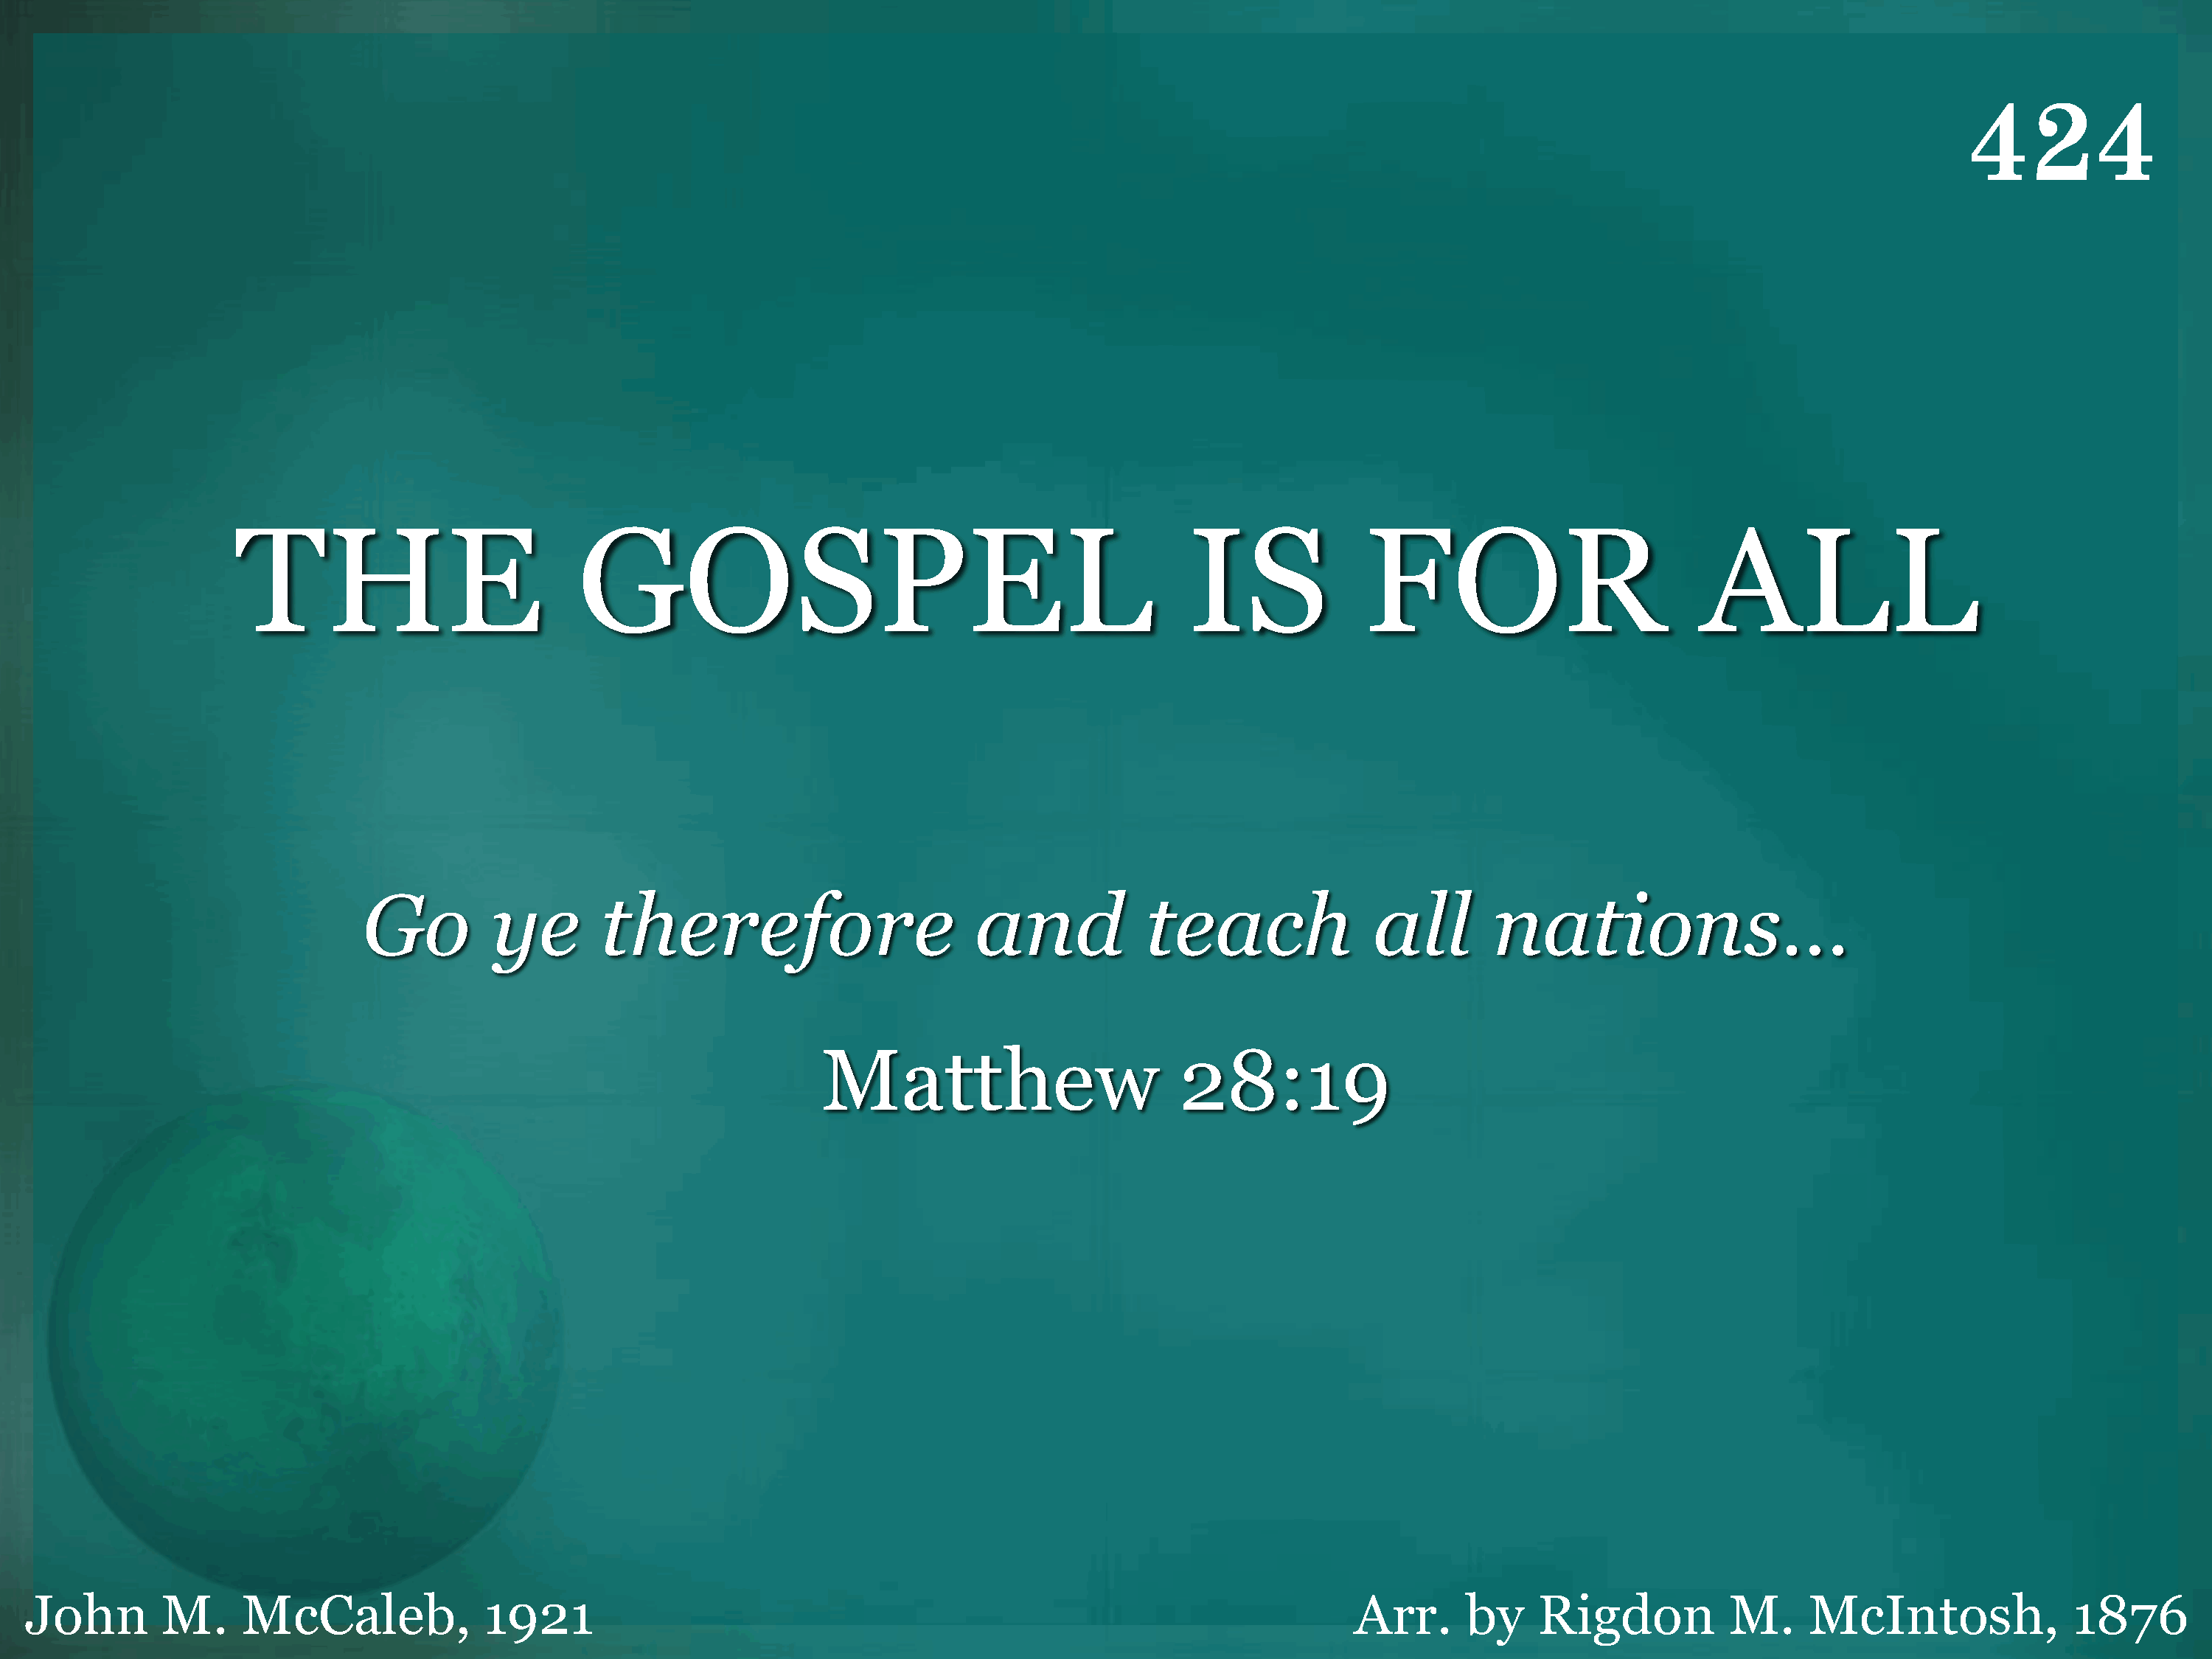 424
THE GOSPEL IS FOR ALL
Go ye therefore and teach all nations...
Matthew 28:19
John M. McCaleb, 1921
Arr. by Rigdon M. McIntosh, 1876